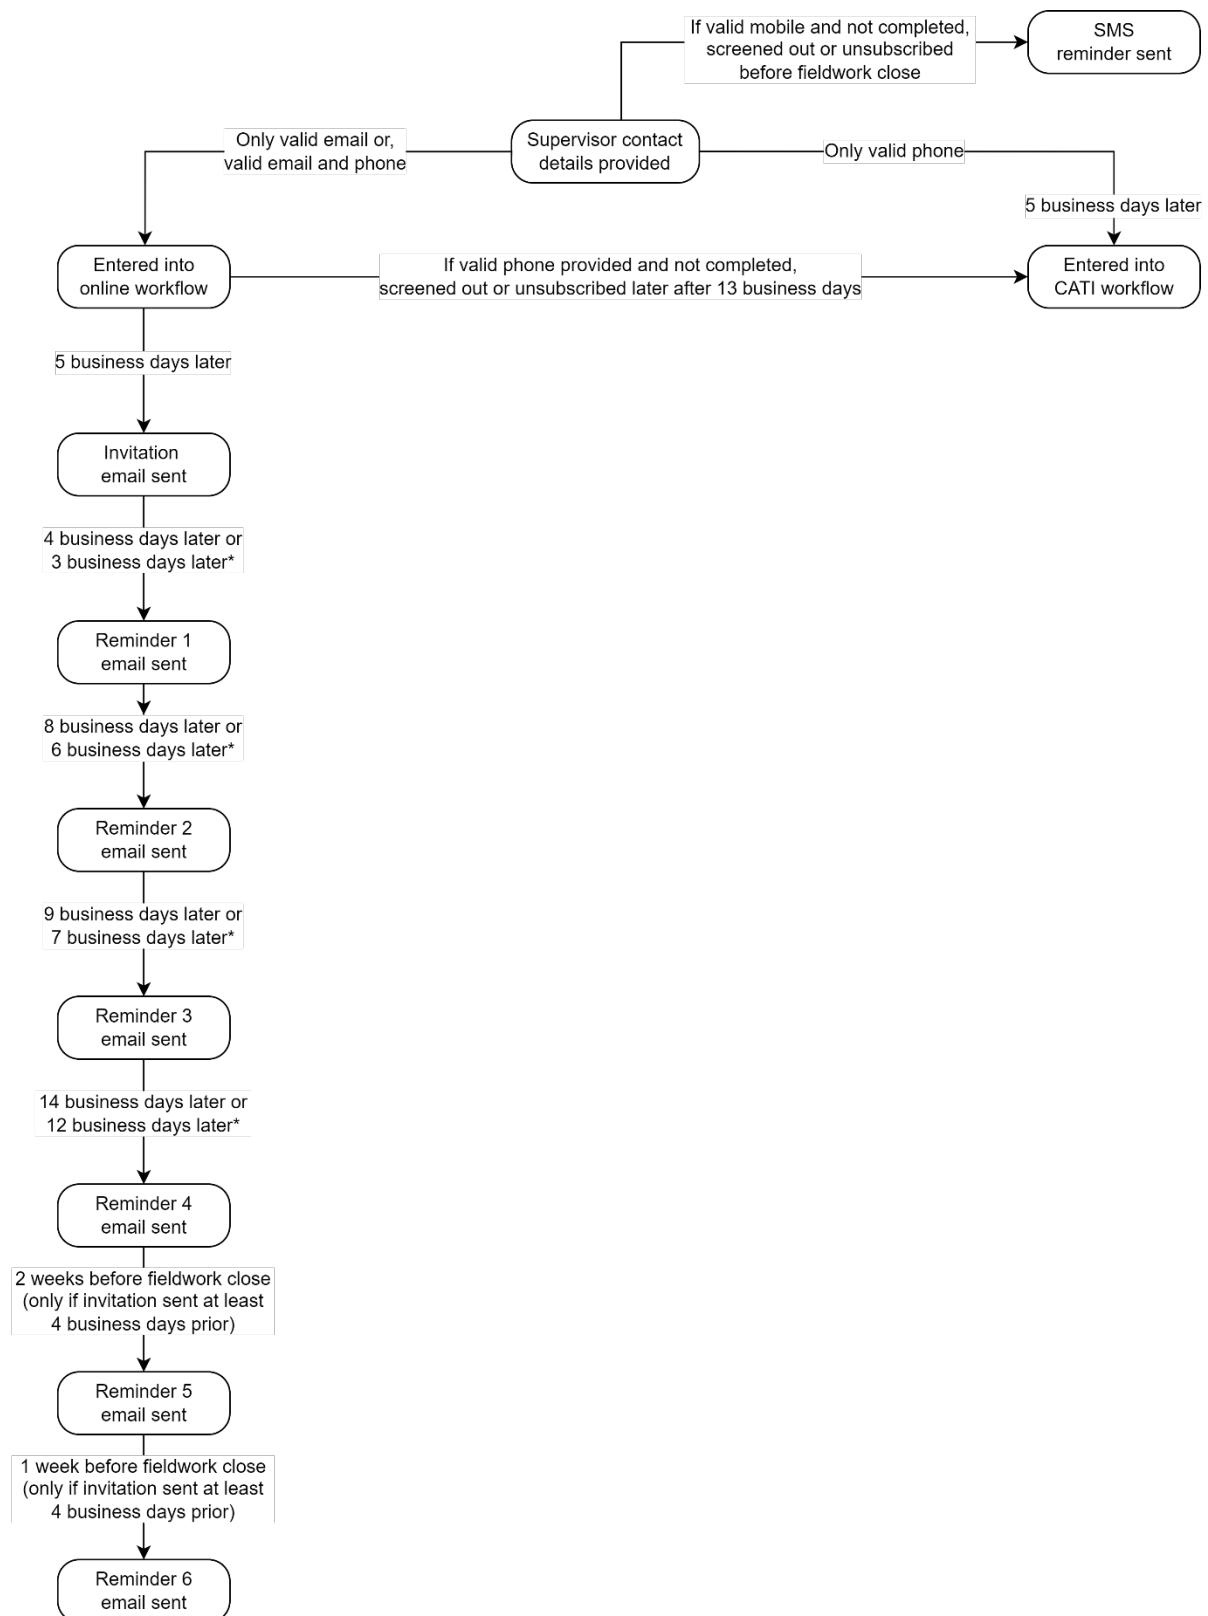 If valid mobile and not completed,
screened out or unsubscribed
before fieldwork close
SMS
reminder sent
Only valid email or,
valid email and phone
Supervisor contact
details provided
Only valid phone
5 business days later
Entered into
online workflow
If valid phone provided and not completed,
screened out or unsubscribed later after 13 business days
Entered into
CATI workflow
5 business days later
Invitation
email sent
4 business days later or
3 business days later*
Reminder 1
email sent
8 business days later or
6 business days later*
Reminder 2
email sent
9 business days later or
7 business days later*
Reminder 3
email sent
14 business days later or
12 business days later*
Reminder 4
email sent
2 weeks before fieldwork close
(only if invitation sent at least
4 business days prior)
Reminder 5
email sent
1 week before fieldwork close
(only if invitation sent at least
4 business days prior)
Reminder 6
email sent